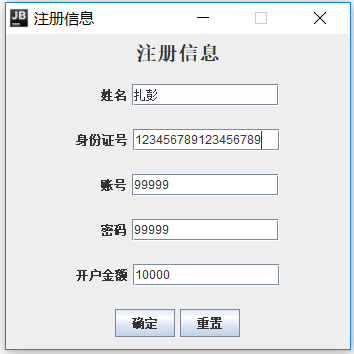 JB 注册信息
注册信息
姓名 扎彭
身份证号 123456789123456789
账号 99999
密码 99999
开户金额 10000
确定 重置